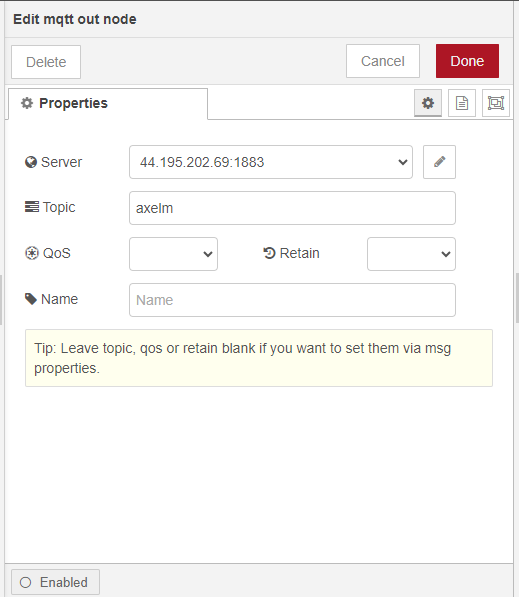 Edit mqtt out node
Delete
Cancel
Done
Properties
Server
44.195.202.69:1883
Topic
axelm
QoS
Retain
Name
Name
Tip: Leave topic, qos or retain blank if you want to set them via msg
properties.
Enabled